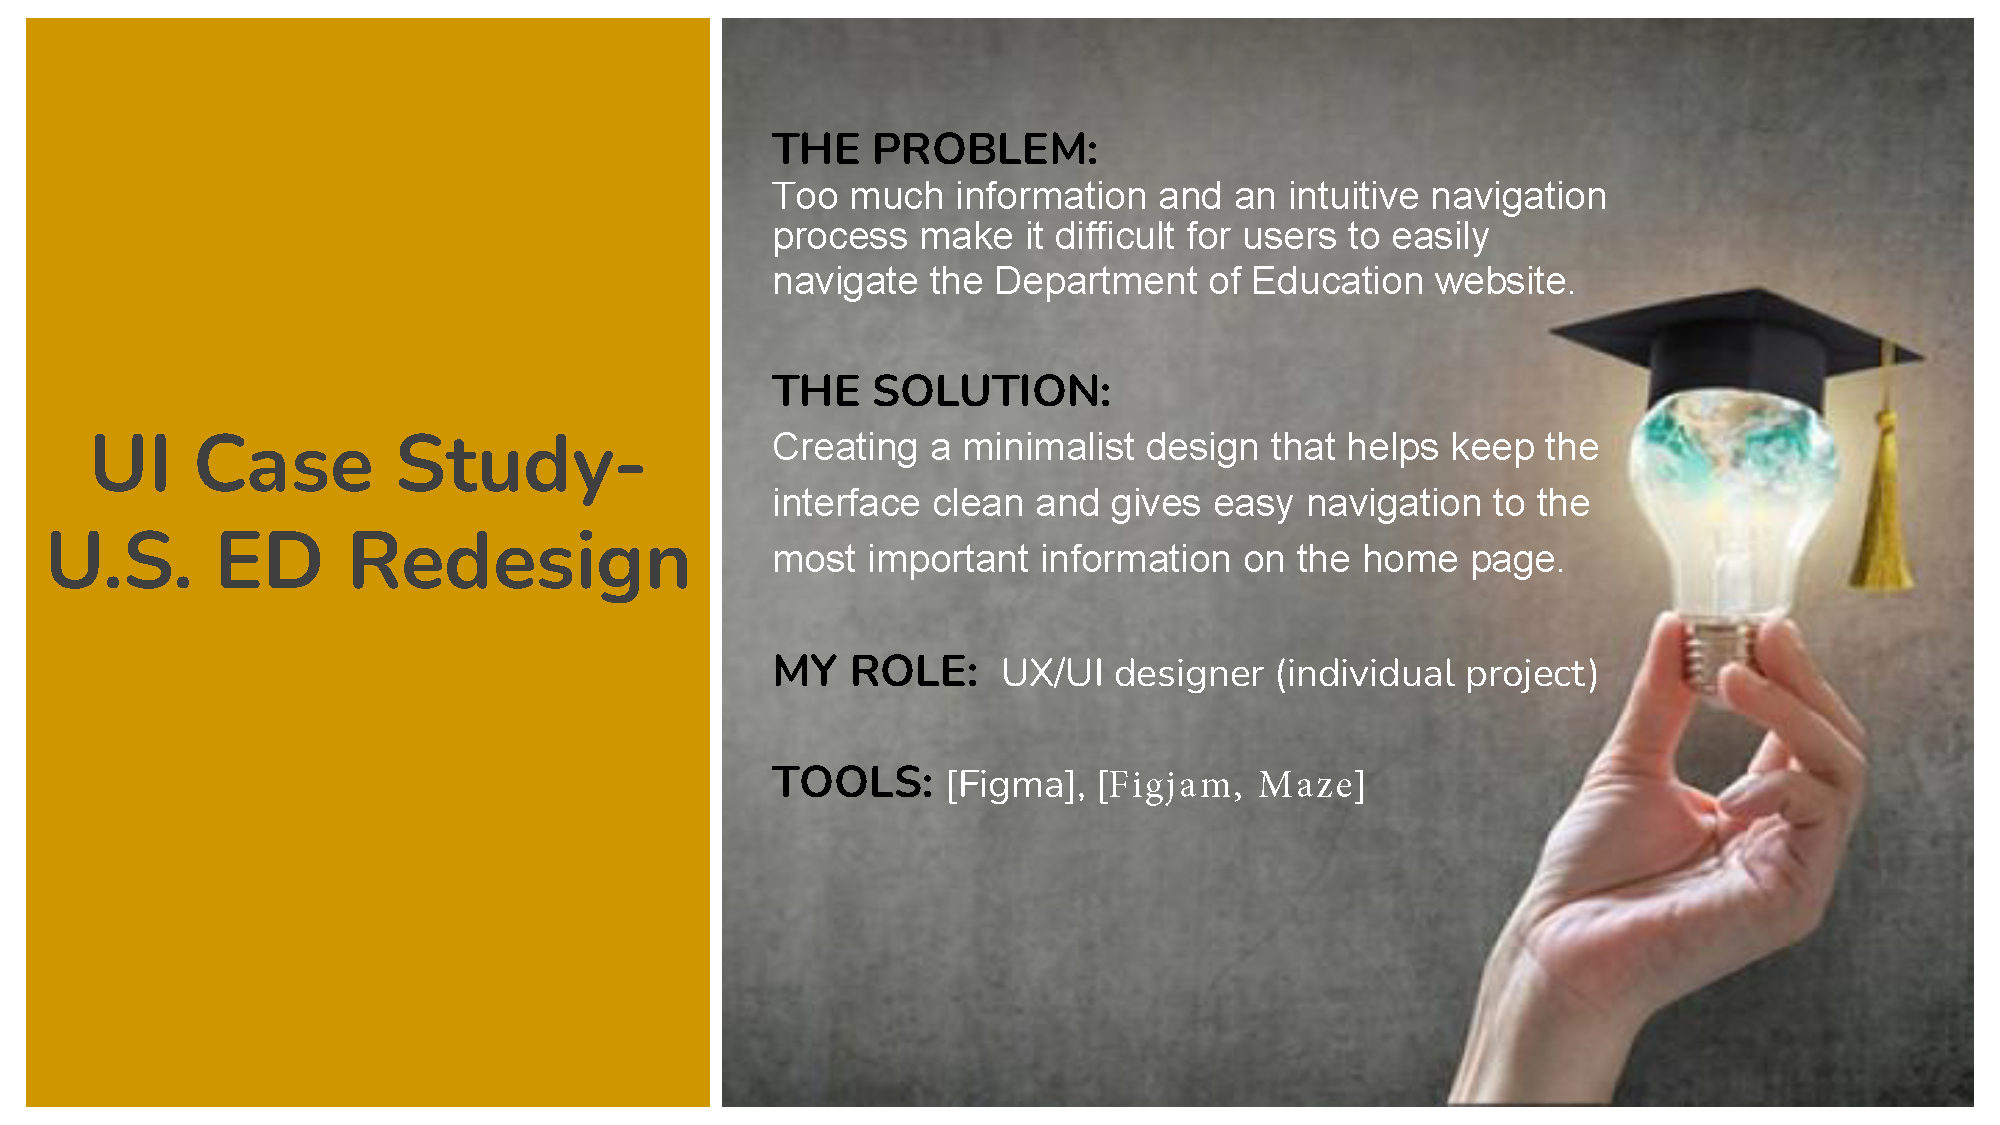 UI Case Study-
U.S. ED Redesign
THE PROBLEM:
Too much information and an intuitive navigation
process make it difficult for users to easily
navigate the Department of Education website.
THE SOLUTION:
Creating a minimalist design that helps keep the
interface clean and gives easy navigation to the
most important information on the home page.
MY ROLE: UX/UI designer (individual project)
TOOLS: [Figma], [Figjam, Maze]